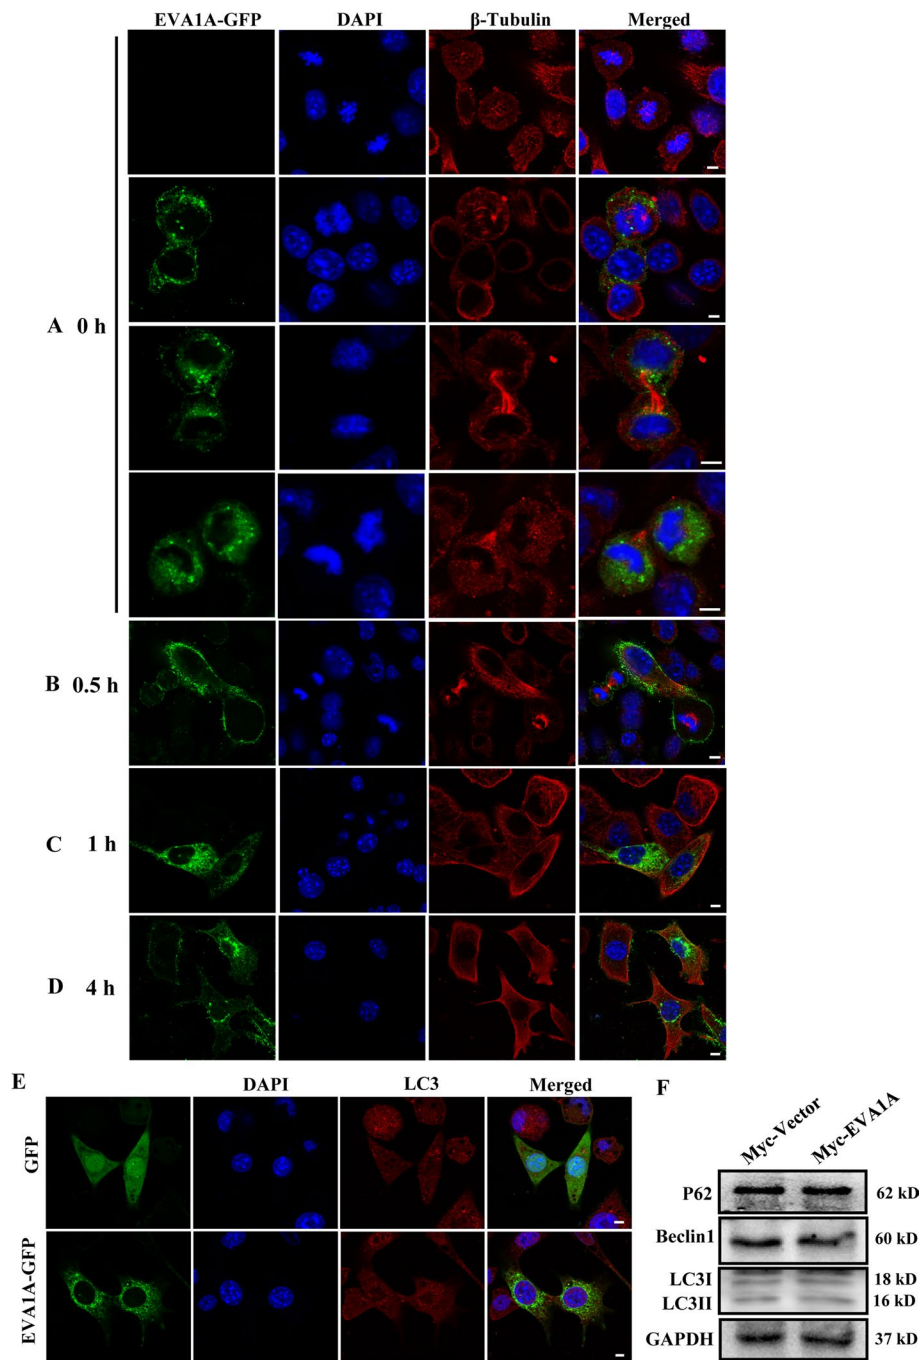 EVA1A-GFP DAPI β-Tubulin Merged
A 0 h
B 0.5 h
C 1 h
D 4 h
E
DAPI LC3 Merged
GFP
EVA1A-GFP
F
Myc-Vector Myc-EVA1A
P62 62 kD
Beclin1 60 kD
LC3I 18 kD
LC3II 16 kD
GAPDH 37 kD